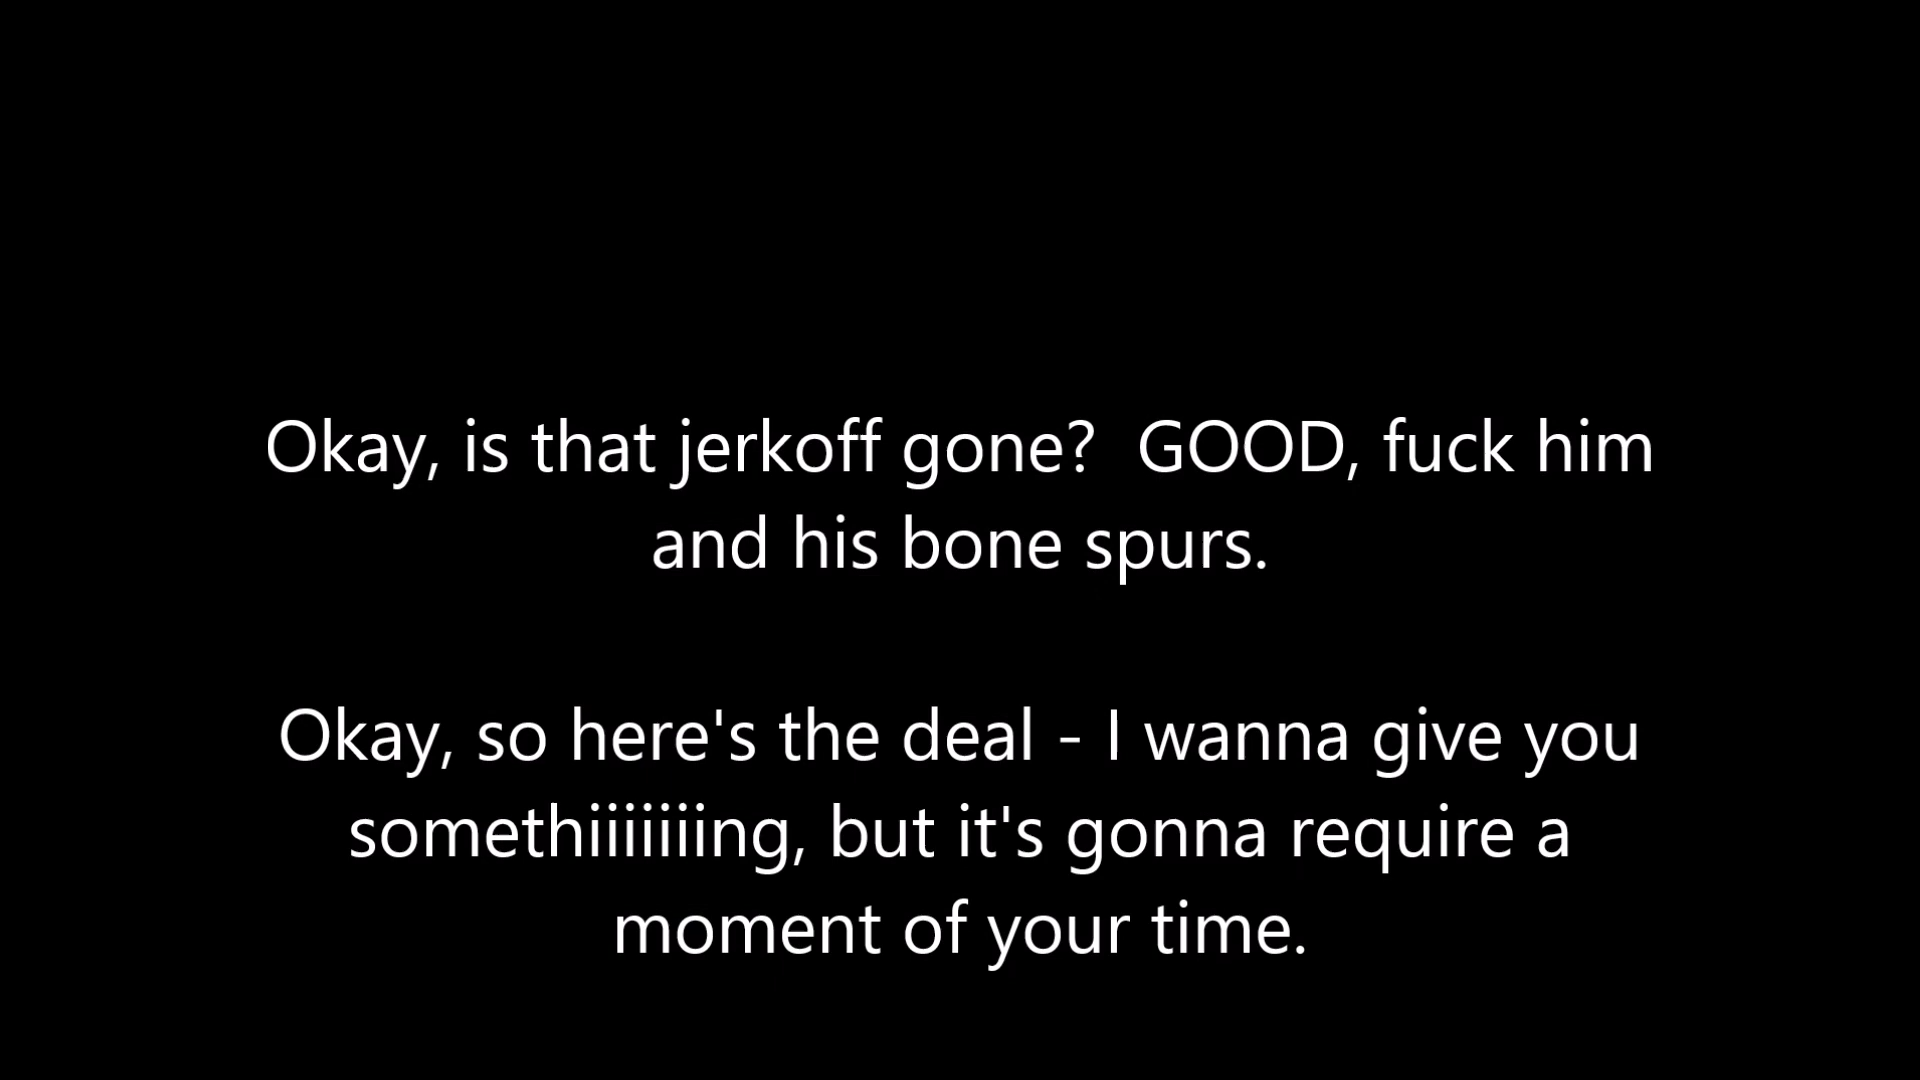 Okay, is that jerkoff gone?  GOOD, fuck him
and his bone spurs.
Okay, so here's the deal - I wanna give you
somethiiiiiiing, but it's gonna require a
moment of your time.